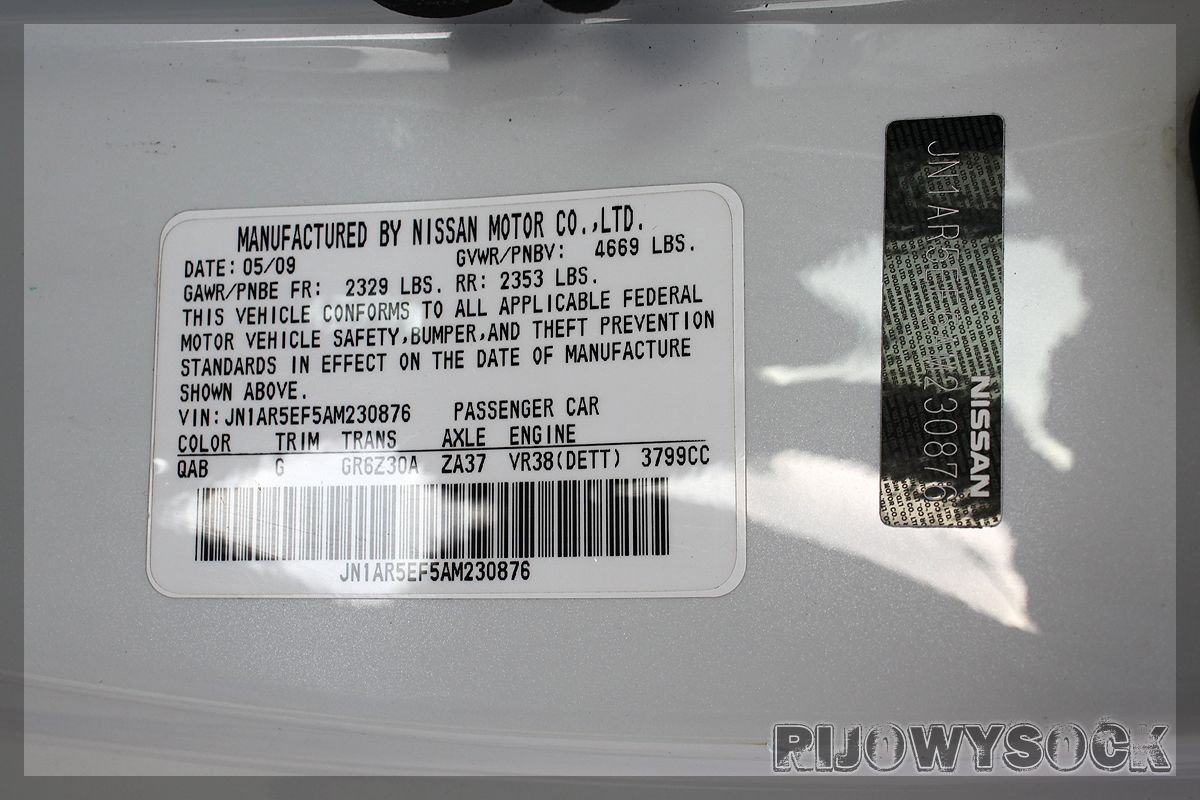 MANUFACTURED BY NISSAN MOTOR CO.,LTD.
DATE: 05/09 GVWR/PNBV: 4669 LBS.
GAWR/PNBE FR: 2329 LBS. RR: 2353 LBS.
THIS VEHICLE CONFORMS TO ALL APPLICABLE FEDERAL
MOTOR VEHICLE SAFETY,BUMPER,AND THEFT PREVENTION
STANDARDS IN EFFECT ON THE DATE OF MANUFACTURE
SHOWN ABOVE.
VIN: JN1AR5EF5AM230876 PASSENGER CAR
COLOR TRIM TRANS AXLE ENGINE
QAB G GR6Z30A ZA37 VR38(DETT) 3799CC
JN1AR5EF5AM230876
NISSAN
RIJOWYSOCK